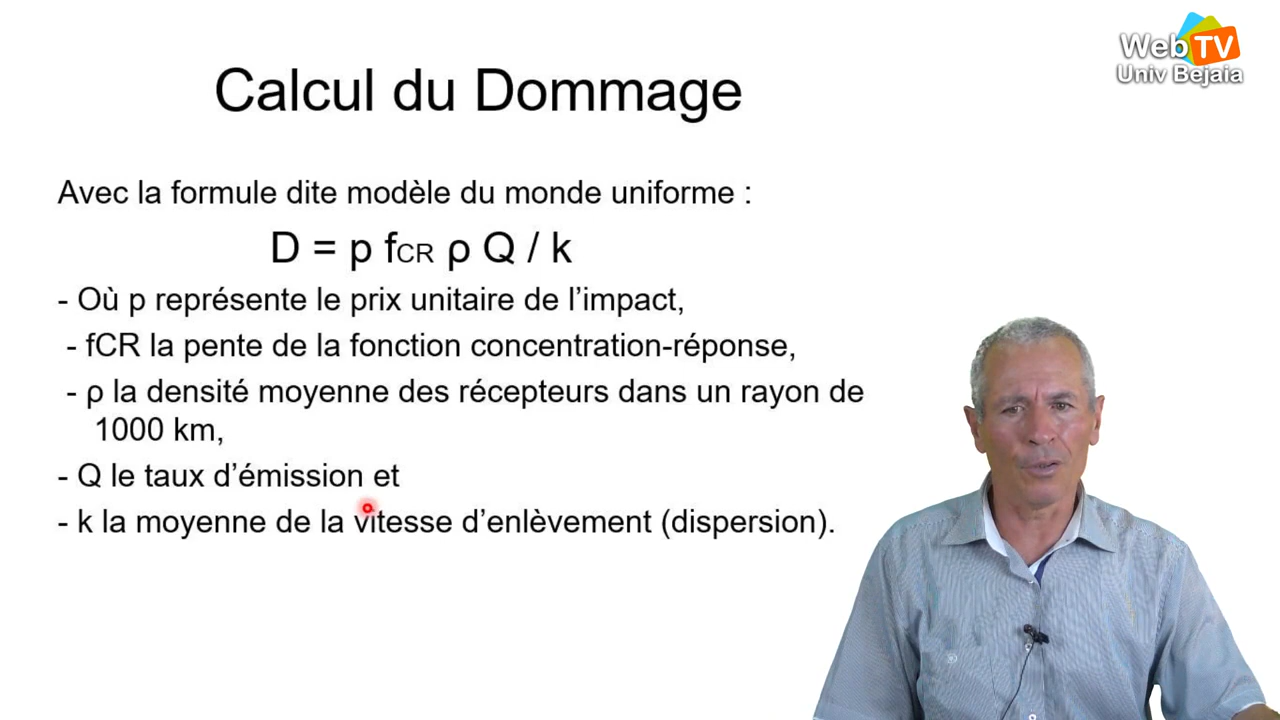 Web TV
Univ Bejaia
Calcul du Dommage
Avec la formule dite modèle du monde uniforme :
D = p fCR ρ Q / k
- Où p représente le prix unitaire de l’impact,
- fCR la pente de la fonction concentration-réponse,
- ρ la densité moyenne des récepteurs dans un rayon de
1000 km,
- Q le taux d’émission et
- k la moyenne de la vitesse d’enlèvement (dispersion).